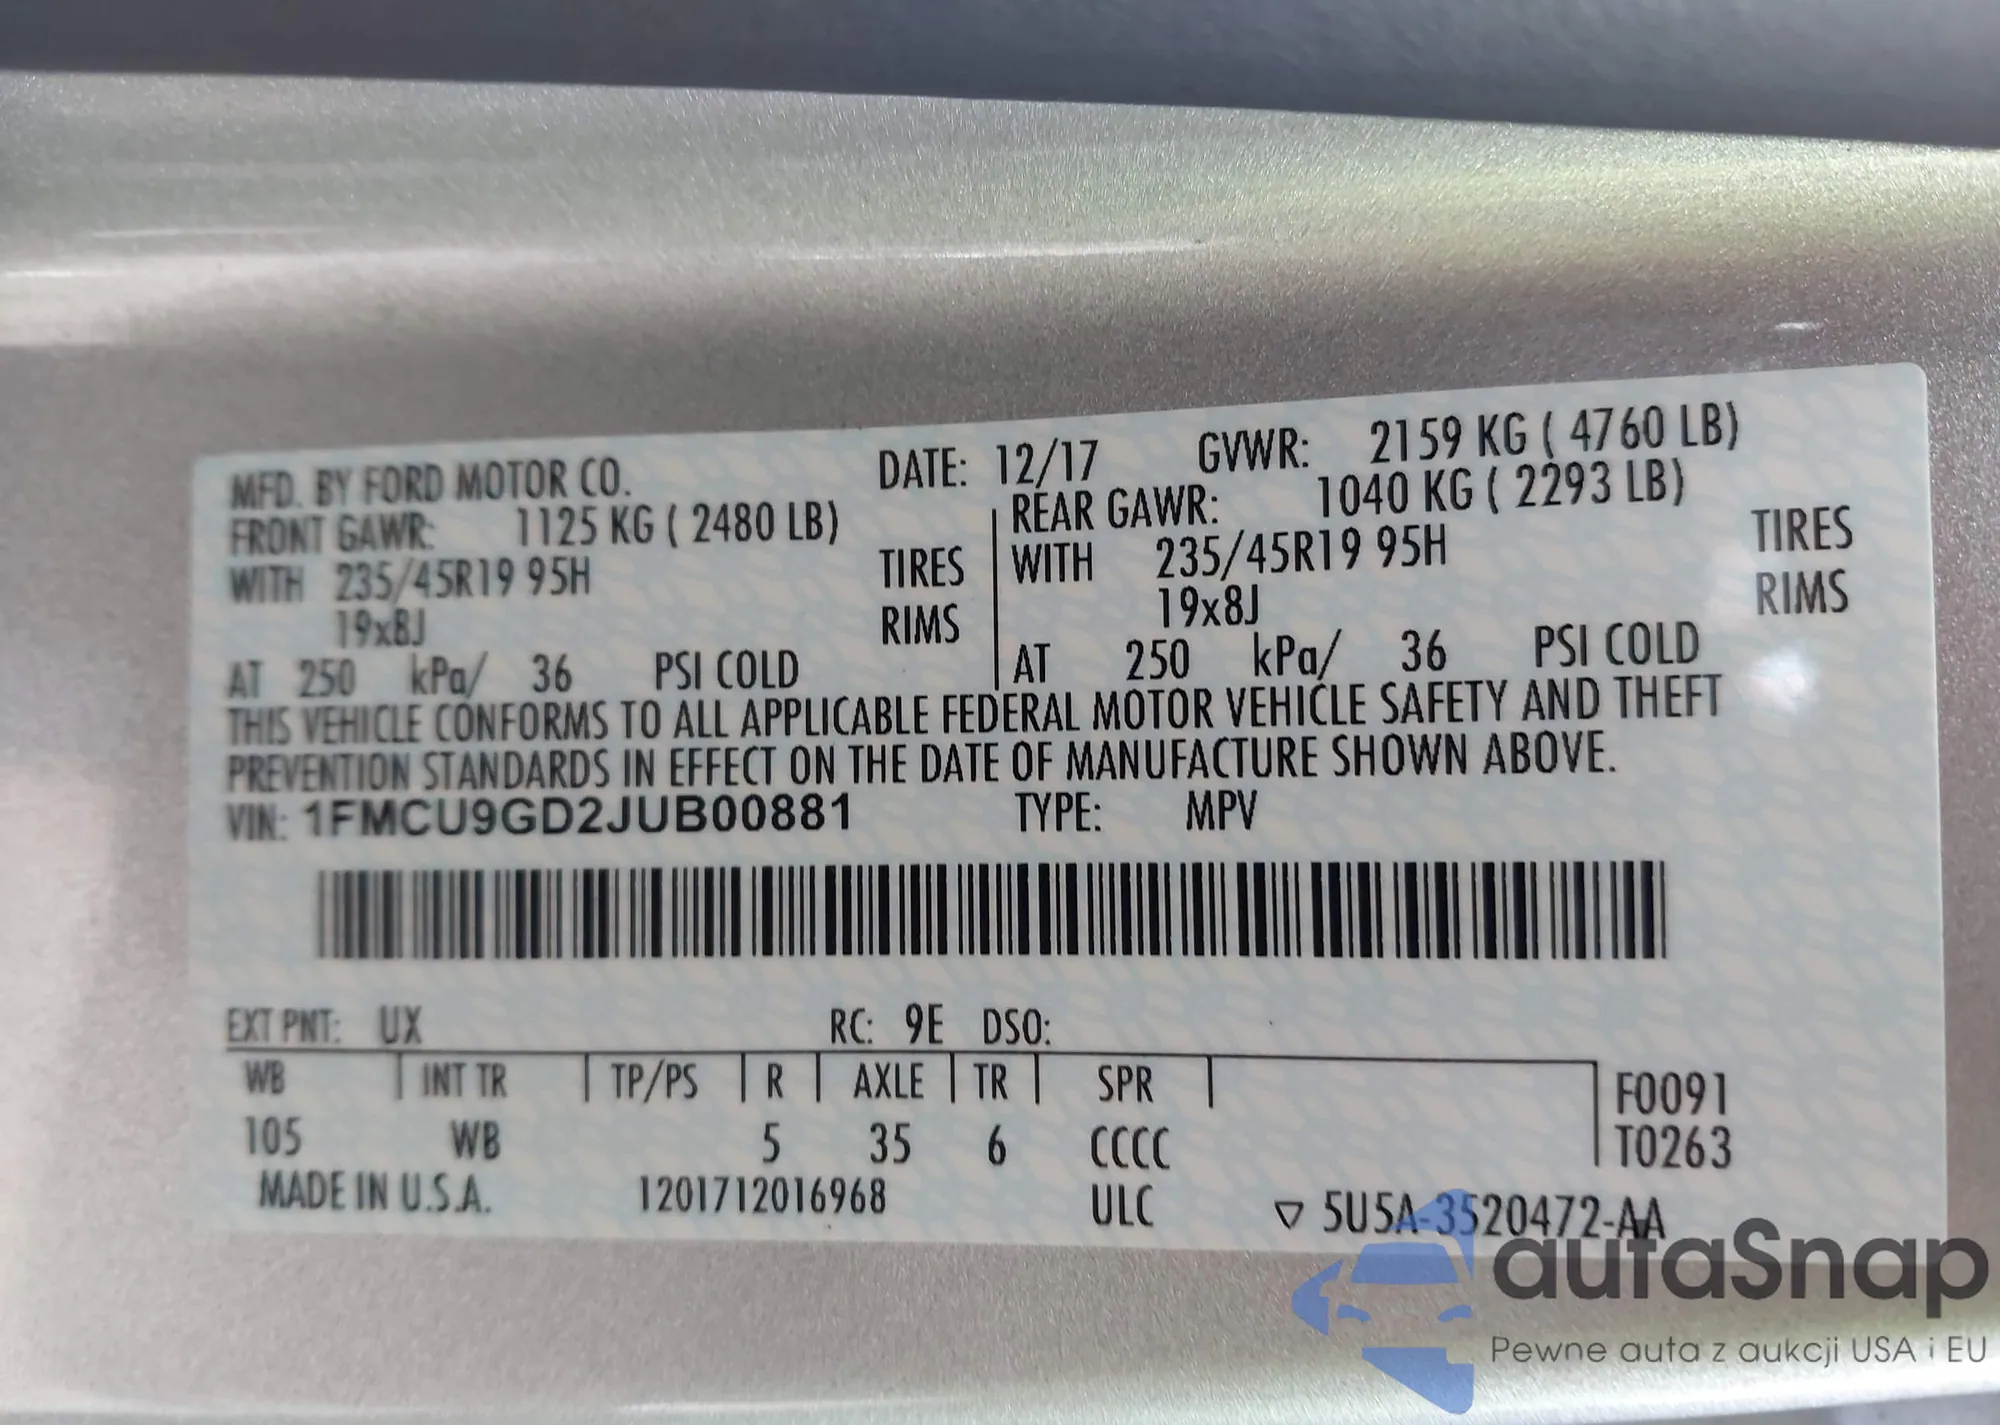 MFD. BY FORD MOTOR CO. DATE: 12/17 GVWR: 2159 KG ( 4760 LB)
FRONT GAWR: 1125 KG ( 2480 LB) REAR GAWR: 1040 KG ( 2293 LB)
WITH 235/45R19 95H TIRES WITH 235/45R19 95H TIRES
19x8J RIMS 19x8J RIMS
AT 250 kPa/ 36 PSI COLD AT 250 kPa/ 36 PSI COLD
THIS VEHICLE CONFORMS TO ALL APPLICABLE FEDERAL MOTOR VEHICLE SAFETY AND THEFT
PREVENTION STANDARDS IN EFFECT ON THE DATE OF MANUFACTURE SHOWN ABOVE.
VIN: 1FMCU9GD2JUB00881 TYPE: MPV
EXT PNT: UX RC: 9E DSO:
WB INT TR TP/PS R AXLE TR SPR F0091
105 WB 5 35 6 CCCC T0263
MADE IN U.S.A. 1201712016968 ULC ▽ 5U5A-3520472-AA
autaSnap
Pewne auta z aukcji USA i EU